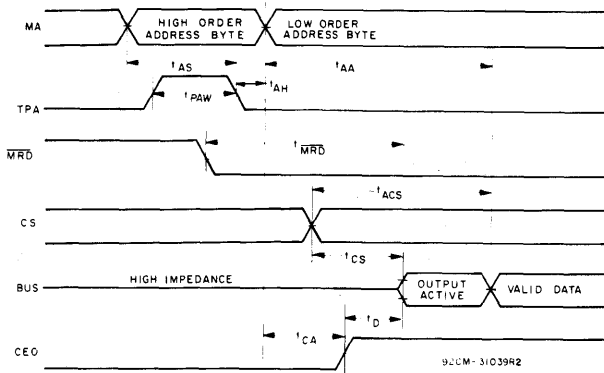 MA
HIGH ORDER
ADDRESS BYTE
LOW ORDER
ADDRESS BYTE
tAS
tAA
tPAW
tAH
TPA
MRD
tMRD
tACS
CS
tCS
BUS
HIGH IMPEDANCE
OUTPUT
ACTIVE
VALID DATA
tD
tCA
CEO
92CM-31039R2